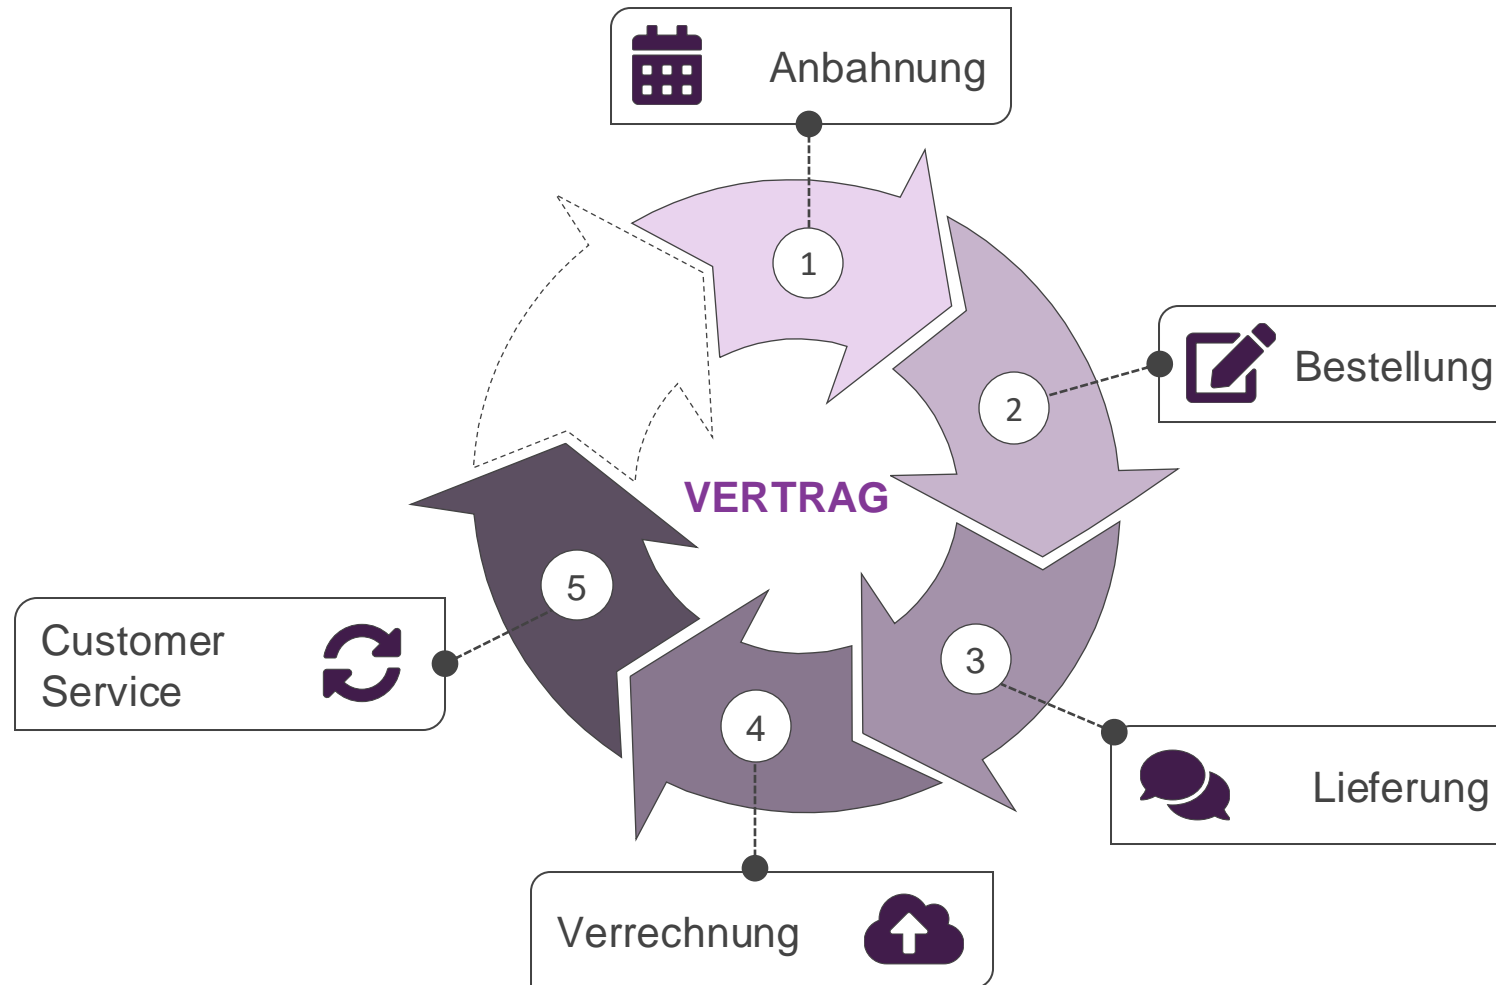 Anbahnung
1
2
Bestellung
VERTRAG
5
Customer
Service
3
4
Lieferung
Verrechnung